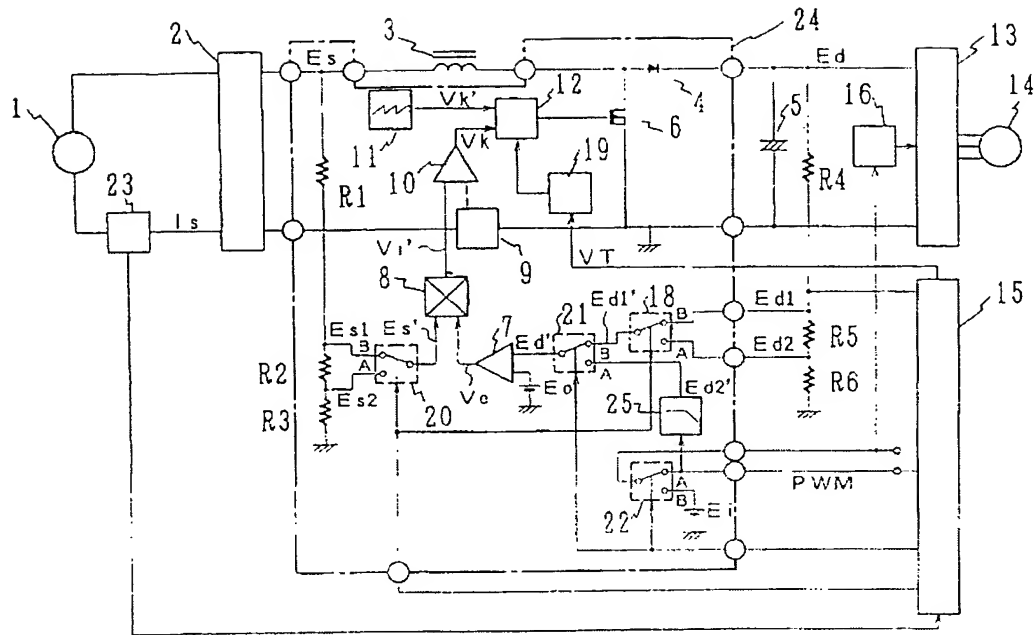 2
3
24
13
Es
Ed
1
Vk'
12
4
5
16
14
11
Vk
6
19
10
R1
R4
23
Is
Vi'
9
VT
8
Ed1'
18
15
Es1
Es'
21
Ed'
B
Ed1
B
A
7
B
A
A
Ed2
R5
R2
Es2
Eo
Ed2'
R6
R3
20
Vc
25
A
PWM
B
Ei
22